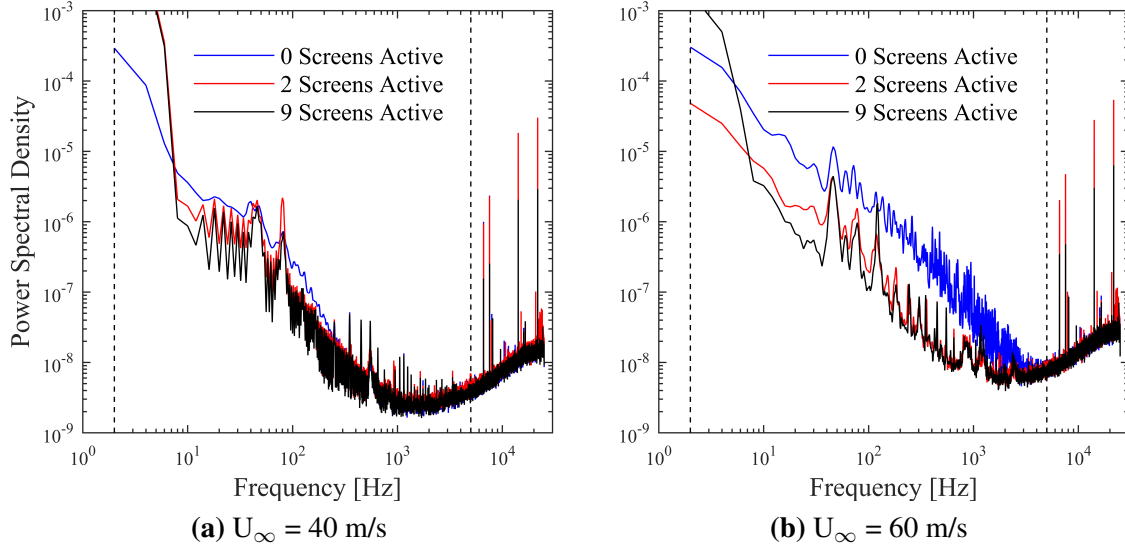 10^-3
10^-4
10^-5
10^-6
10^-7
10^-8
10^-9
Power Spectral Density
0 Screens Active
2 Screens Active
9 Screens Active
10^0 10^1 10^2 10^3 10^4
Frequency [Hz]
(a) U_∞ = 40 m/s
10^-3
10^-4
10^-5
10^-6
10^-7
10^-8
10^-9
0 Screens Active
2 Screens Active
9 Screens Active
10^0 10^1 10^2 10^3 10^4
Frequency [Hz]
(b) U_∞ = 60 m/s